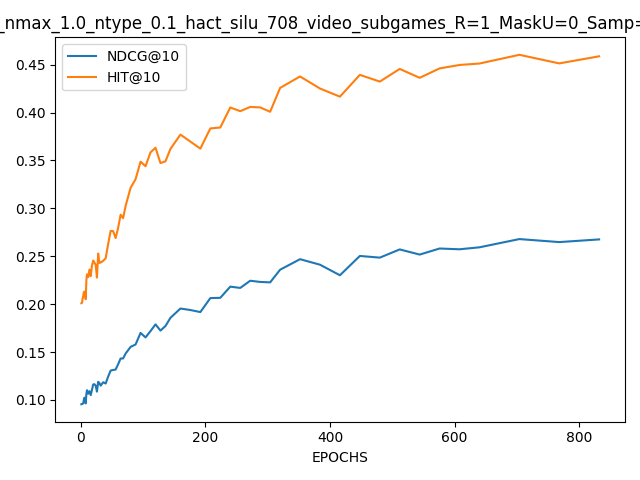 _nmax_1.0_ntype_0.1_hact_silu_708_video_subgames_R=1_MaskU=0_Samp=
NDCG@10
HIT@10
0.45
0.40
0.35
0.30
0.25
0.20
0.15
0.10
0 200 400 600 800
EPOCHS